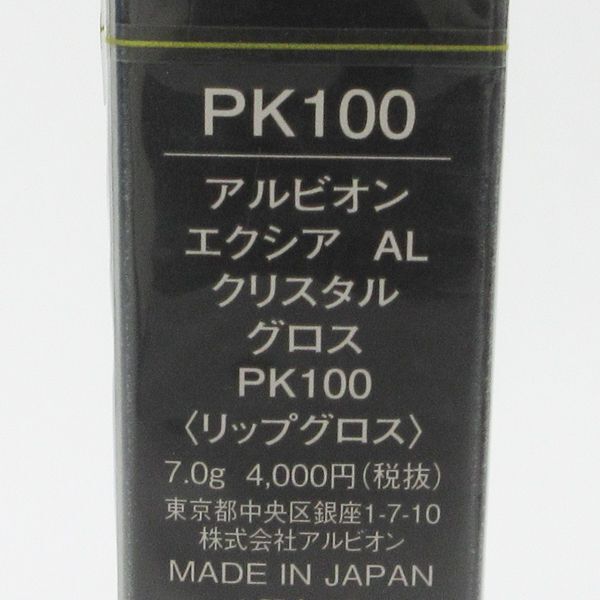 PK100
アルビオン
エクシア AL
クリスタル
グロス
PK100
〈リップグロス〉
7.0g 4,000円(税抜)
東京都中央区銀座1-7-10
株式会社アルビオン
MADE IN JAPAN